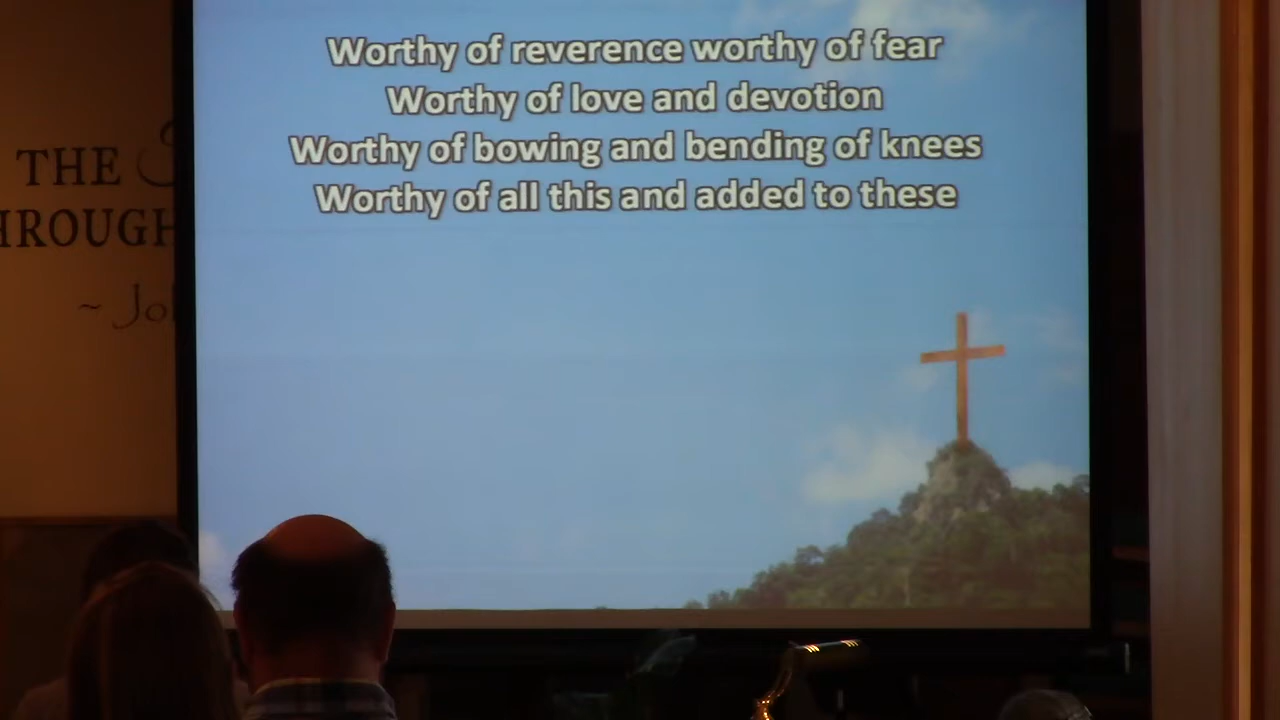 Worthy of reverence worthy of fear
Worthy of love and devotion
Worthy of bowing and bending of knees
Worthy of all this and added to these
THE
HROUGH
~ Jo